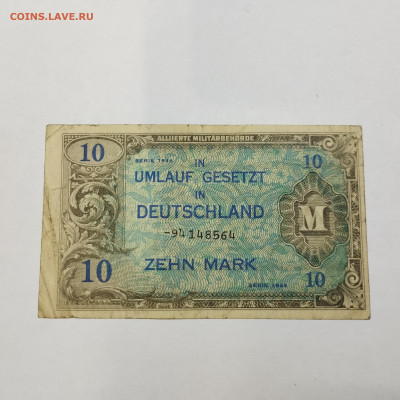 COINS.LAVE.RU
ALLIIERTE MILITÄRBEHÖRDE
10 SERIE 1944 IN 10
UMLAUF GESETZT
IN
DEUTSCHLAND
M
-94148564
10 ZEHN MARK 10
SERIE 1944